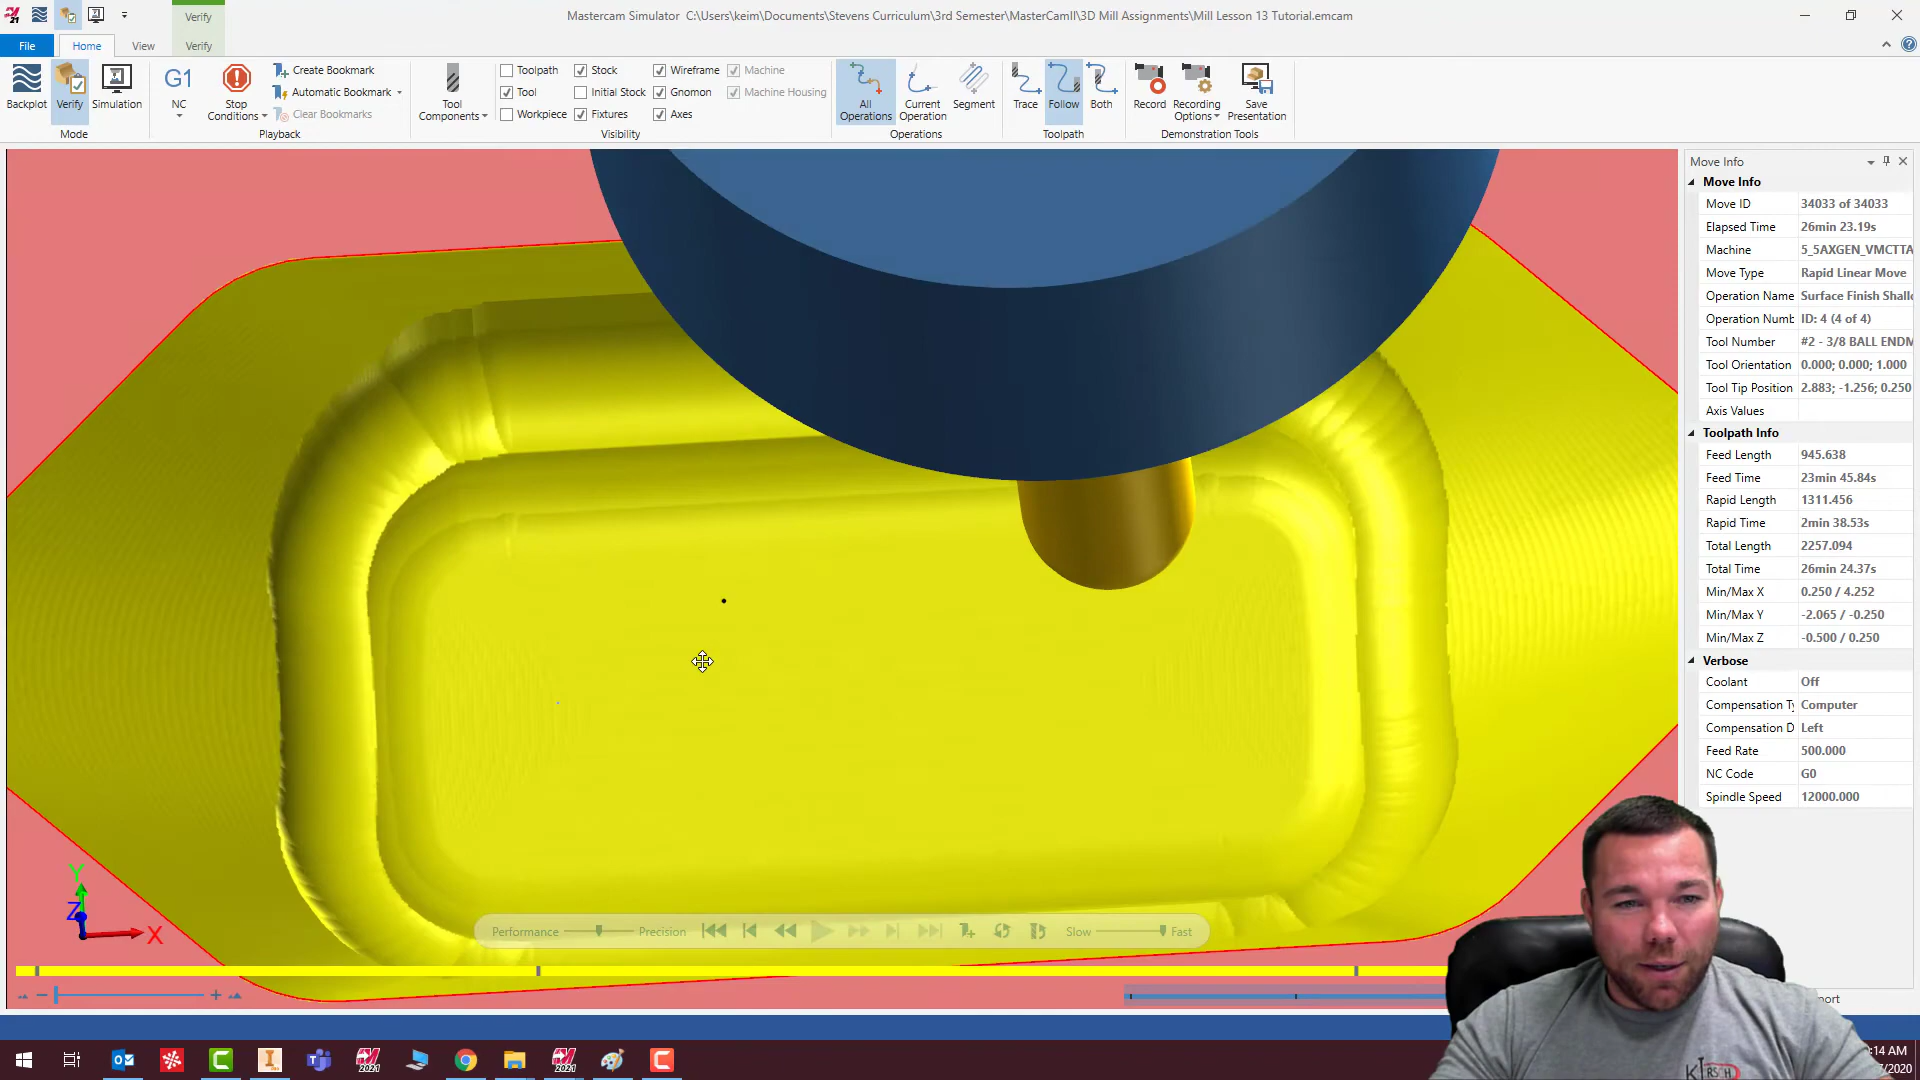 Verify
Mastercam Simulator C:\Users\keim\Documents\Stevens Curriculum\3rd Semester\MasterCamII\3D Mill Assignments\Mill Lesson 13 Tutorial.emcam
File
Home
View
Verify
Backplot
Verify
Simulation
Mode
G1
NC
Stop Conditions
Create Bookmark
Automatic Bookmark
Clear Bookmarks
Playback
Tool Components
Toolpath
Tool
Workpiece
Stock
Initial Stock
Fixtures
Wireframe
Gnomon
Axes
Machine
Machine Housing
Visibility
All Operations
Current Operation
Segment
Operations
Trace
Follow
Both
Toolpath
Record
Recording Options
Save Presentation
Demonstration Tools
Move Info
Move Info
Move ID 34033 of 34033
Elapsed Time 26min 23.19s
Machine 5_5AXGEN_VMCTTA
Move Type Rapid Linear Move
Operation Name Surface Finish Shallo
Operation Numb ID: 4 (4 of 4)
Tool Number #2 - 3/8 BALL ENDM
Tool Orientation 0.000; 0.000; 1.000
Tool Tip Position 2.883; -1.256; 0.250
Axis Values
Toolpath Info
Feed Length 945.638
Feed Time 23min 45.84s
Rapid Length 1311.456
Rapid Time 2min 38.53s
Total Length 2257.094
Total Time 26min 24.37s
Min/Max X 0.250 / 4.252
Min/Max Y -2.065 / -0.250
Min/Max Z -0.500 / 0.250
Verbose
Coolant Off
Compensation Ty Computer
Compensation D Left
Feed Rate 500.000
NC Code G0
Spindle Speed 12000.000
Y
Z
X
Performance
Precision
Slow
Fast
port
2021
2021
:14 AM
/2020